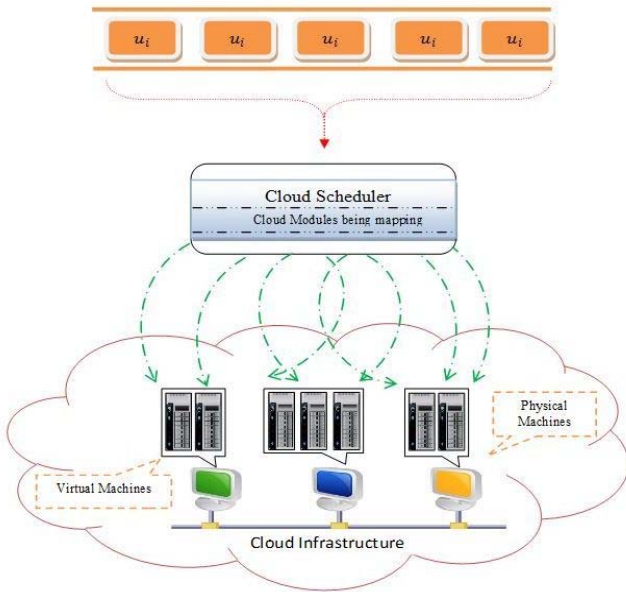 u_i u_i u_i u_i u_i
Cloud Scheduler
Cloud Modules being mapping
Physical
Machines
Virtual Machines
Cloud Infrastructure